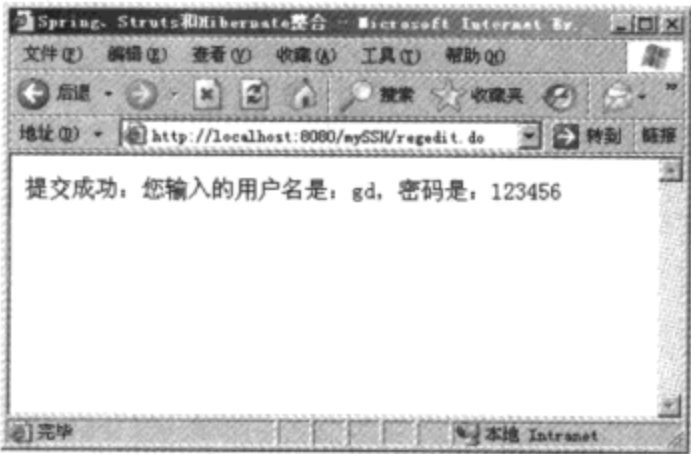 Spring、Struts和Hibernate整合 - Microsoft Internet Ex...
文件(F) 编辑(E) 查看(V) 收藏(A) 工具(T) 帮助(H)
后退 搜索 收藏夹 »
地址(D) http://localhost:8080/mySSH/regedit.do 转到 链接
提交成功：您输入的用户名是：gd，密码是：123456
完毕 本地 Intranet